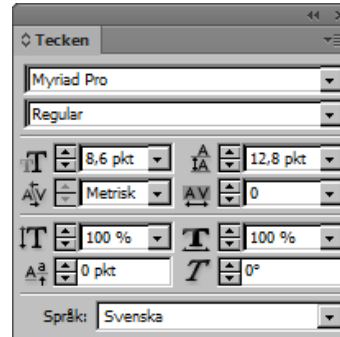 Tecken
Myriad Pro
Regular
8,6 pkt 12,8 pkt
Metrisk 0
100 % 100 %
0 pkt 0°
Språk: Svenska